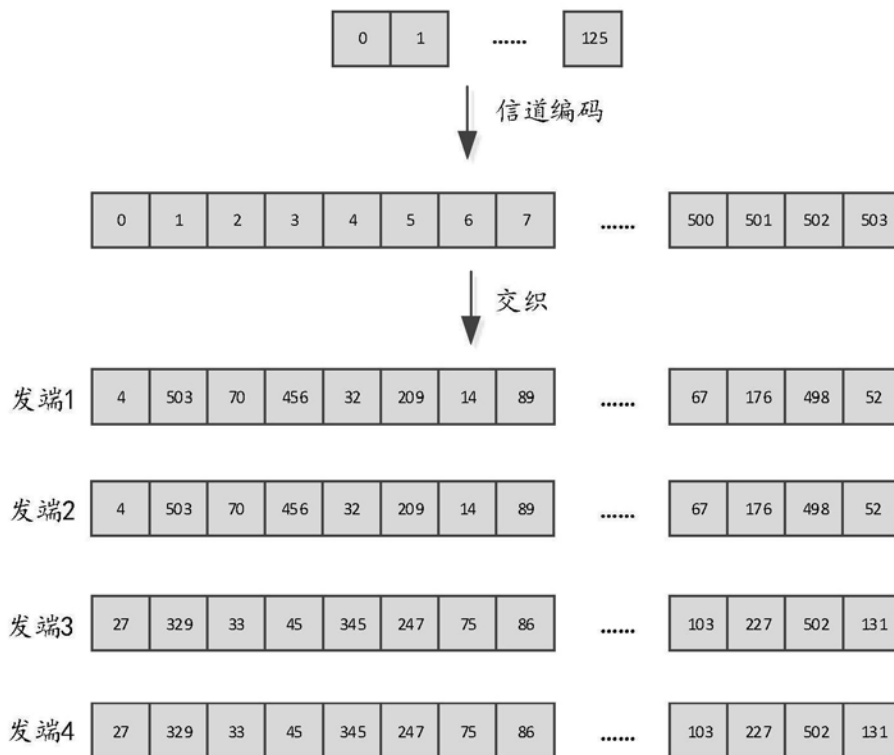 0 1 …… 125
信道编码
0 1 2 3 4 5 6 7 …… 500 501 502 503
交织
发端1 4 503 70 456 32 209 14 89 …… 67 176 498 52
发端2 4 503 70 456 32 209 14 89 …… 67 176 498 52
发端3 27 329 33 45 345 247 75 86 …… 103 227 502 131
发端4 27 329 33 45 345 247 75 86 …… 103 227 502 131